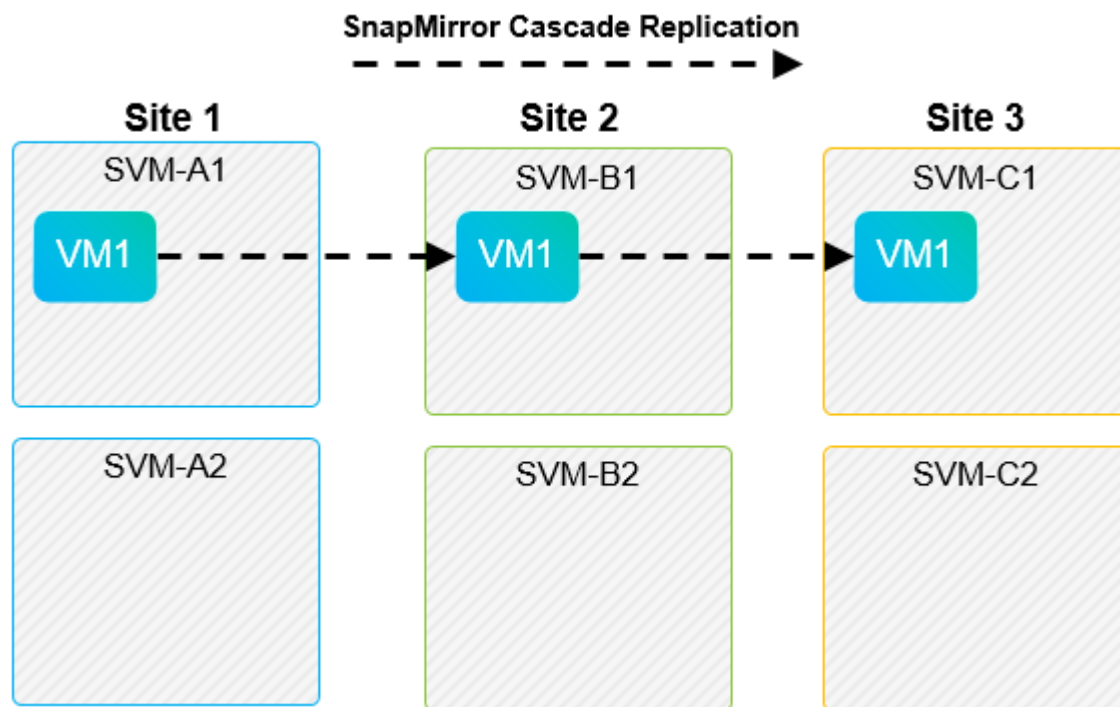 SnapMirror Cascade Replication
Site 1
Site 2
Site 3
SVM-A1
SVM-B1
SVM-C1
VM1
VM1
VM1
SVM-A2
SVM-B2
SVM-C2